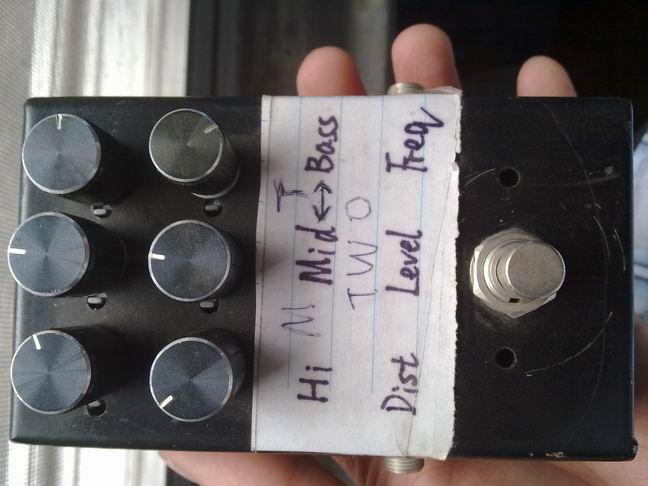 M T
Hi Mid ↔ Bass
TWO
Dist Level Freq